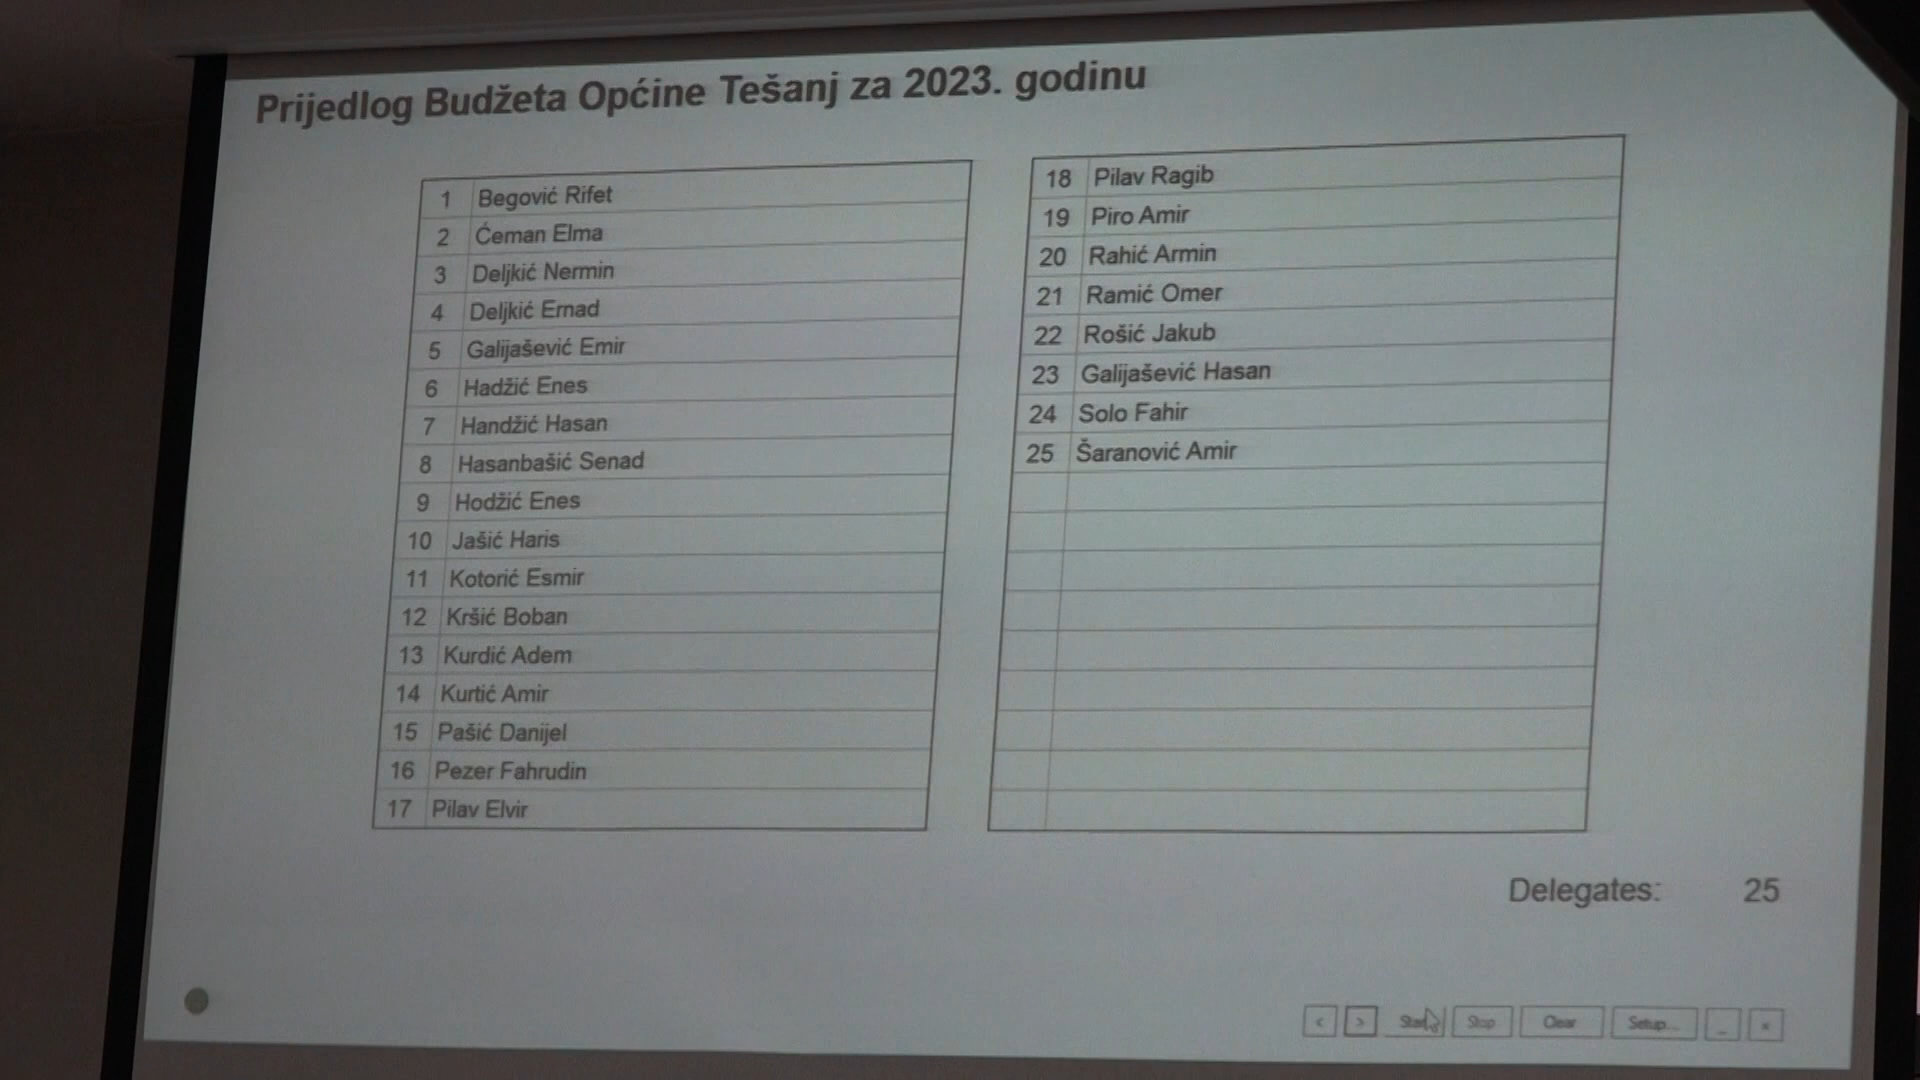 Prijedlog Budžeta Općine Tešanj za 2023. godinu
1 Begović Rifet
2 Ćeman Elma
3 Deljkić Nermin
4 Deljkić Ernad
5 Galijašević Emir
6 Hadžić Enes
7 Handžić Hasan
8 Hasanbašić Senad
9 Hodžić Enes
10 Jašić Haris
11 Kotorić Esmir
12 Kršić Boban
13 Kurdić Adem
14 Kurtić Amir
15 Pašić Danijel
16 Pezer Fahrudin
17 Pilav Elvir
18 Pilav Ragib
19 Piro Amir
20 Rahić Armin
21 Ramić Omer
22 Rošić Jakub
23 Galijašević Hasan
24 Solo Fahir
25 Šaranović Amir
Delegates: 25
< > Start Stop Clear Setup... _ x